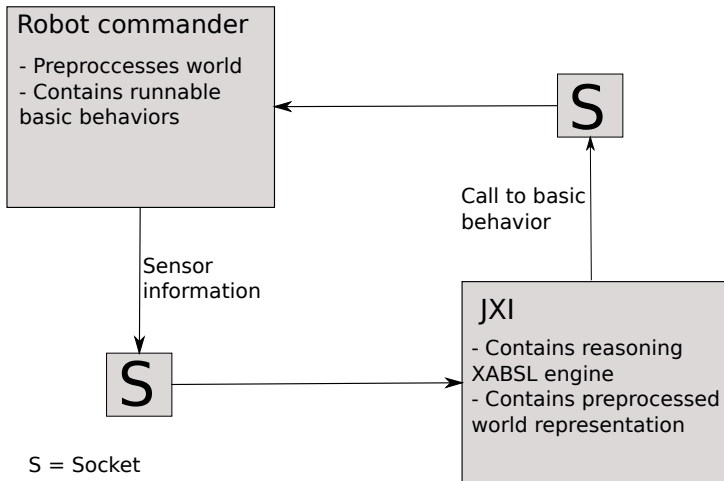 Robot commander
- Preproccesses world
- Contains runnable
basic behaviors
S
Call to basic
behavior
Sensor
information
JXI
- Contains reasoning
XABSL engine
- Contains preprocessed
world representation
S
S = Socket